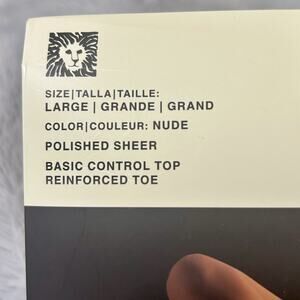 SIZE|TALLA|TAILLE:
LARGE | GRANDE | GRAND
COLOR|COULEUR: NUDE
POLISHED SHEER
BASIC CONTROL TOP
REINFORCED TOE